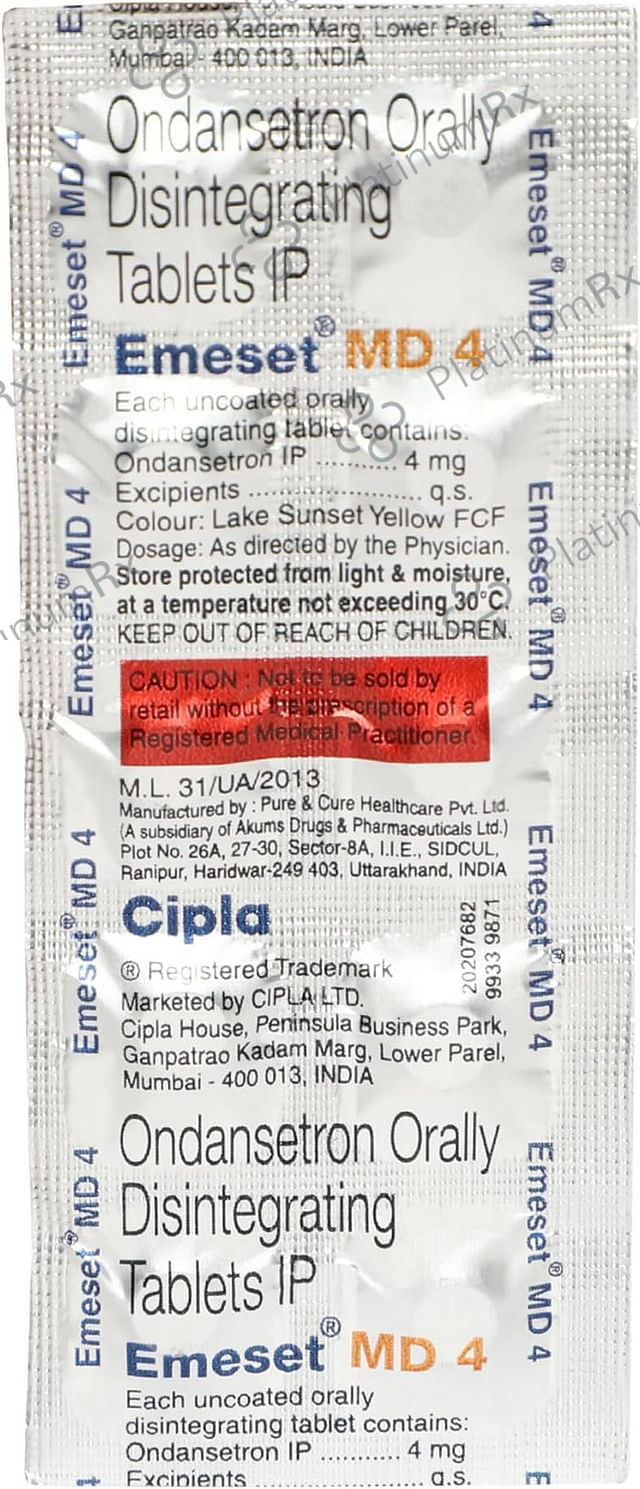 Ganpatrao Kadam Marg, Lower Parel,
Mumbai - 400 013, INDIA
Ondansetron Orally
Disintegrating
Tablets IP
Emeset® MD 4
Each uncoated orally
disintegrating tablet contains:
Ondansetron IP ........... 4 mg
Excipients ........................ q.s.
Colour: Lake Sunset Yellow FCF
Dosage: As directed by the Physician.
Store protected from light & moisture,
at a temperature not exceeding 30°C.
KEEP OUT OF REACH OF CHILDREN.
CAUTION : Not to be sold by
retail without the prescription of a
Registered Medical Practitioner.
M.L. 31/UA/2013
Manufactured by : Pure & Cure Healthcare Pvt. Ltd.
(A subsidiary of Akums Drugs & Pharmaceuticals Ltd.)
Plot No. 26A, 27-30, Sector-8A, I.I.E., SIDCUL,
Ranipur, Haridwar-249 403, Uttarakhand, INDIA
Cipla
20207682
9933 9871
® Registered Trademark
Marketed by CIPLA LTD.
Cipla House, Peninsula Business Park,
Ganpatrao Kadam Marg, Lower Parel,
Mumbai - 400 013, INDIA
Ondansetron Orally
Disintegrating
Tablets IP
Emeset® MD 4
Each uncoated orally
disintegrating tablet contains:
Ondansetron IP ........... 4 mg
Excipients ........................ q.s.
Emeset® MD 4
Emeset® MD 4
Emeset® MD 4
Emeset® MD 4
Emeset® MD 4
Emeset® MD 4
Emeset® MD 4
Emeset® MD 4
PlatinumRx
PlatinumRx